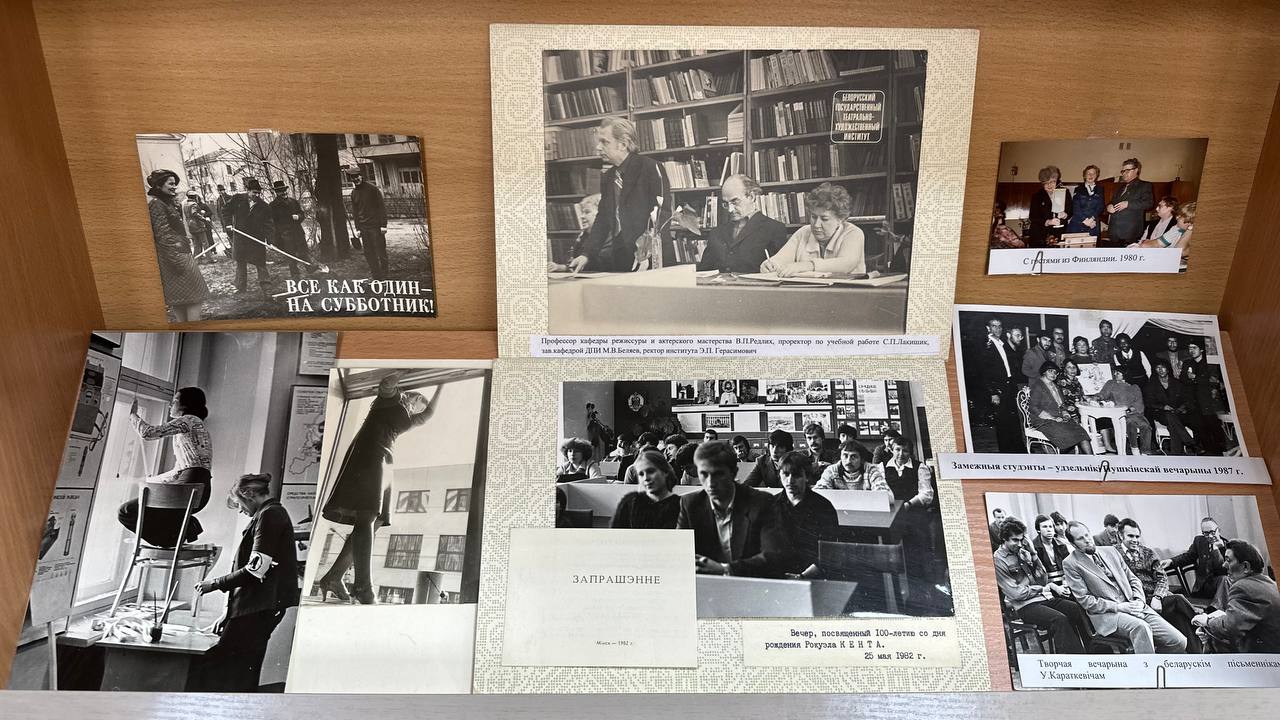 ВСЕ КАК ОДИН–
НА СУББОТНИК!
БЕЛОРУССКИЙ
ГОСУДАРСТВЕННЫЙ
ТЕАТРАЛЬНО-
ХУДОЖЕСТВЕННЫЙ
ИНСТИТУТ
Профессор кафедры режиссуры и актерского мастерства В.П.Редлих, проректор по учебной работе С.П.Лакишик,
зав.кафедрой ДПИ М.В.Беляев, ректор института Э.П. Герасимович
С гостями из Финляндии. 1980 г.
Замежныя студэнты – удзельнікі пушкінскай вечарыны 1987 г.
ЗАПРАШЭННЕ
Мінск — 1982 г.
Вечер, посвященный 100-летию со дня
рождения Рокуэла КЕНТА.
25 мая 1982 г.
Творчая вечарына з беларускім пісьменнікам
У.Караткевічам